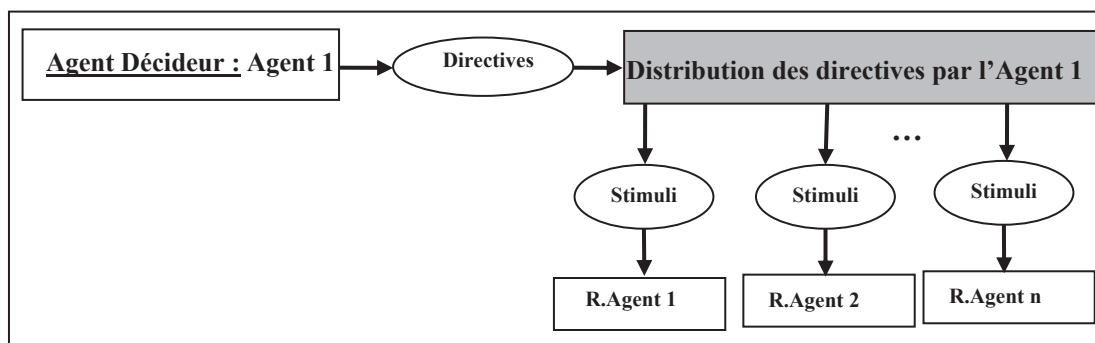 Agent Décideur : Agent 1
Directives
Distribution des directives par l’Agent 1
...
Stimuli
Stimuli
Stimuli
R.Agent 1
R.Agent 2
R.Agent n